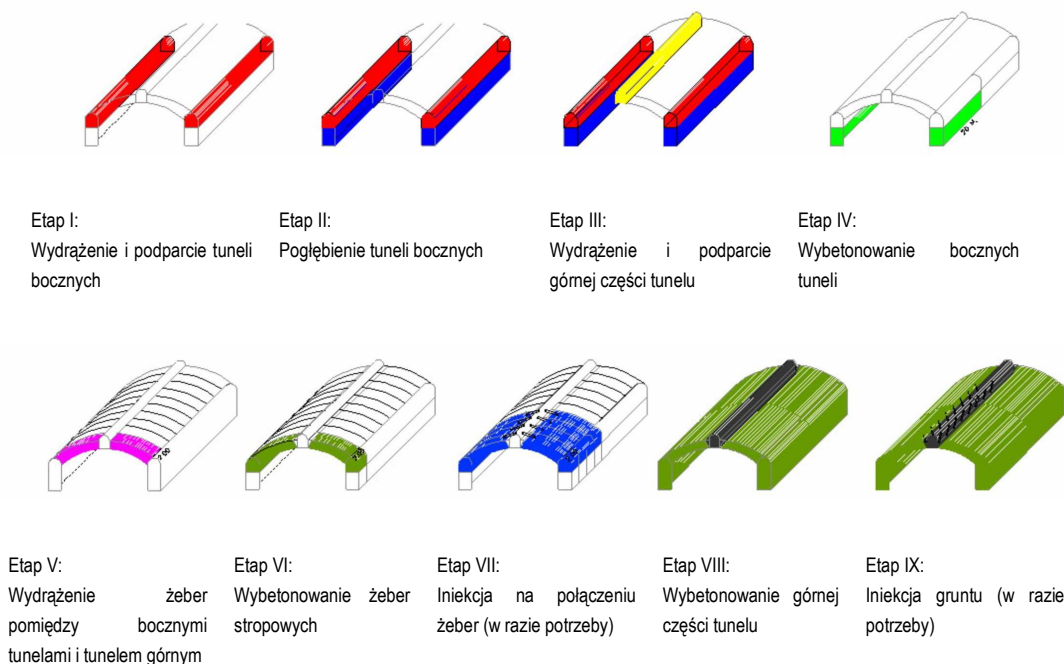 50 M.
Etap I:
Wydrążenie i podparcie tuneli
bocznych
Etap II:
Pogłębienie tuneli bocznych
Etap III:
Wydrążenie i podparcie
górnej części tunelu
Etap IV:
Wybetonowanie bocznych
tuneli
Etap V:
Wydrążenie żeber
pomiędzy bocznymi
tunelami i tunelem górnym
Etap VI:
Wybetonowanie żeber
stropowych
Etap VII:
Iniekcja na połączeniu
żeber (w razie potrzeby)
Etap VIII:
Wybetonowanie górnej
części tunelu
Etap IX:
Iniekcja gruntu (w razie
potrzeby)